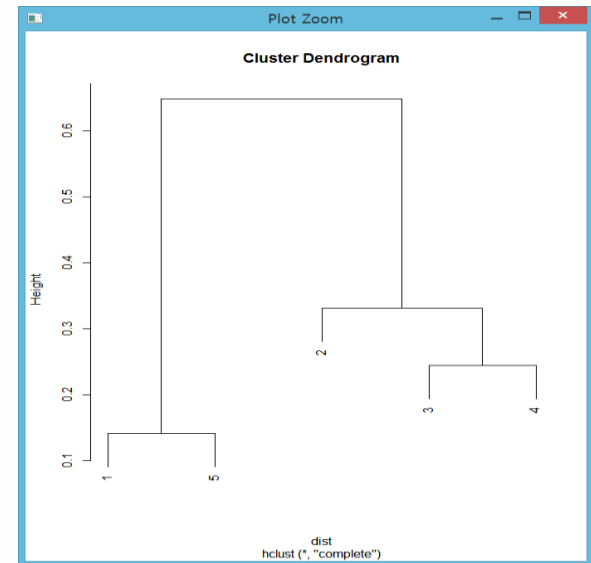 Plot Zoom
Cluster Dendrogram
Height
0.6
0.5
0.4
0.3
0.2
0.1
2
3
4
1
5
dist
hclust (*, "complete")